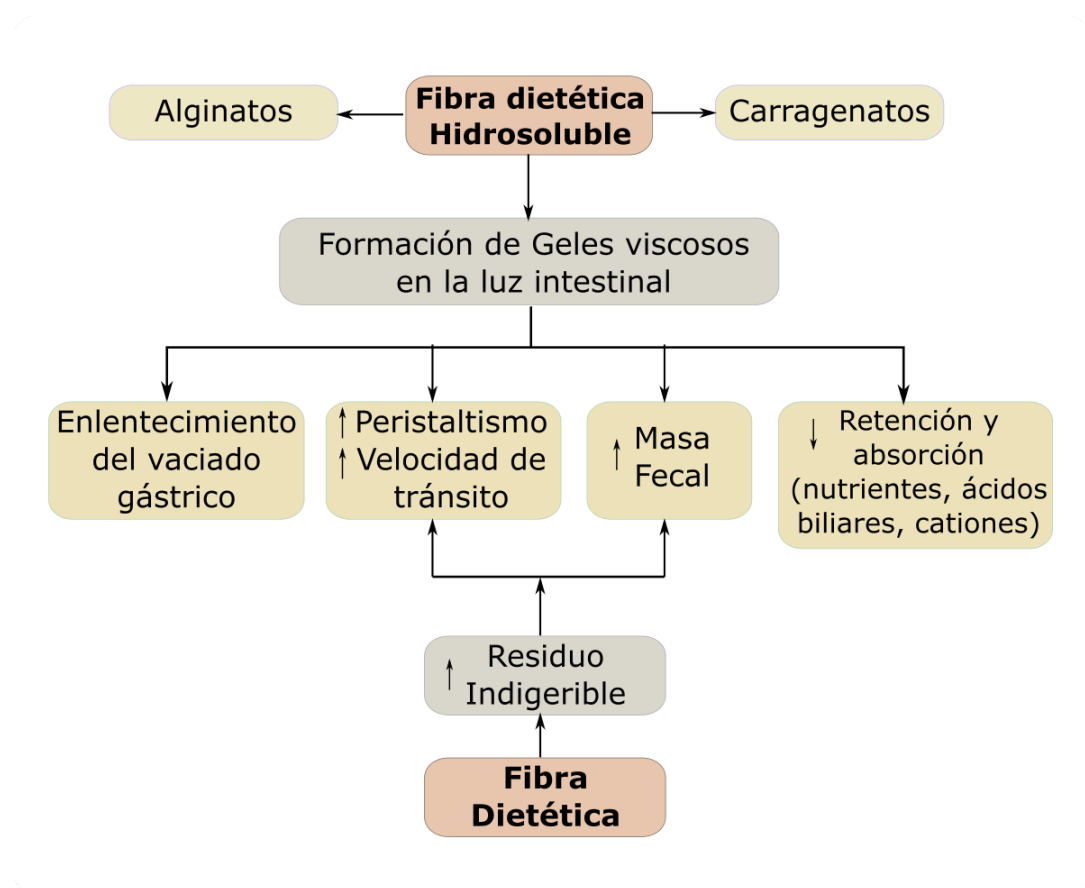 Alginatos
Fibra dietética
Hidrosoluble
Carragenatos
Formación de Geles viscosos
en la luz intestinal
Enlentecimiento
del vaciado
gástrico
↑ Peristaltismo
↑ Velocidad de
tránsito
↑ Masa
Fecal
↓ Retención y
absorción
(nutrientes, ácidos
biliares, cationes)
↑ Residuo
Indigerible
Fibra
Dietética